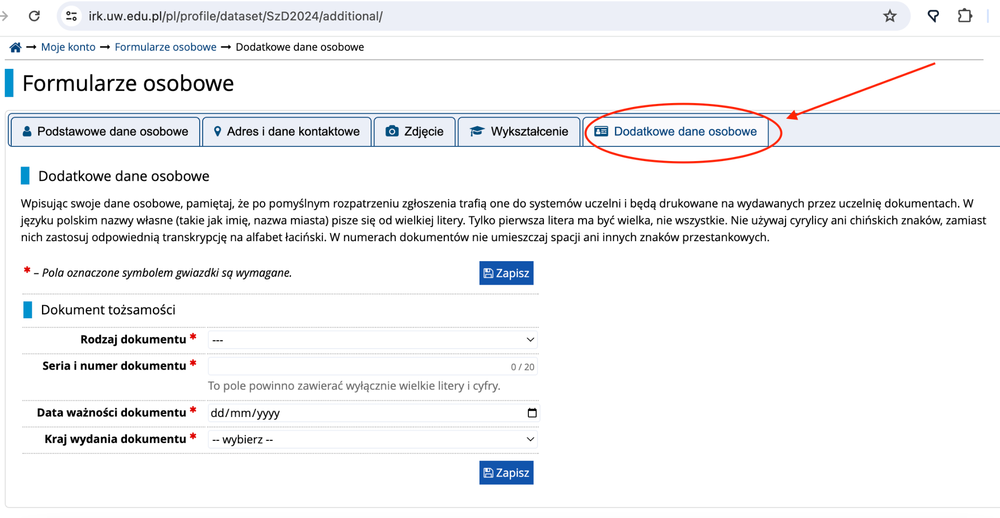 irk.uw.edu.pl/pl/profile/dataset/SzD2024/additional/
→ Moje konto → Formularze osobowe → Dodatkowe dane osobowe
Formularze osobowe
Podstawowe dane osobowe Adres i dane kontaktowe Zdjęcie Wykształcenie Dodatkowe dane osobowe
Dodatkowe dane osobowe
Wpisując swoje dane osobowe, pamiętaj, że po pomyślnym rozpatrzeniu zgłoszenia trafią one do systemów uczelni i będą drukowane na wydawanych przez uczelnię dokumentach. W
języku polskim nazwy własne (takie jak imię, nazwa miasta) pisze się od wielkiej litery. Tylko pierwsza litera ma być wielka, nie wszystkie. Nie używaj cyrylicy ani chińskich znaków, zamiast
nich zastosuj odpowiednią transkrypcję na alfabet łaciński. W numerach dokumentów nie umieszczaj spacji ani innych znaków przestankowych.
* – Pola oznaczone symbolem gwiazdki są wymagane. Zapisz
Dokument tożsamości
Rodzaj dokumentu * ---
Seria i numer dokumentu * 0 / 20
To pole powinno zawierać wyłącznie wielkie litery i cyfry.
Data ważności dokumentu * dd/mm/yyyy
Kraj wydania dokumentu * -- wybierz --
Zapisz